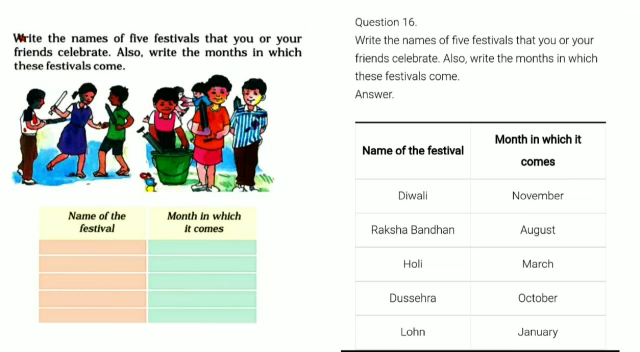 Write the names of five festivals that you or your
friends celebrate. Also, write the months in which
these festivals come.
Name of the
festival
Month in which
it comes
Question 16.
Write the names of five festivals that you or your
friends celebrate. Also, write the months in which
these festivals come.
Answer.
Name of the festival
Month in which it
comes
Diwali
November
Raksha Bandhan
August
Holi
March
Dussehra
October
Lohn
January